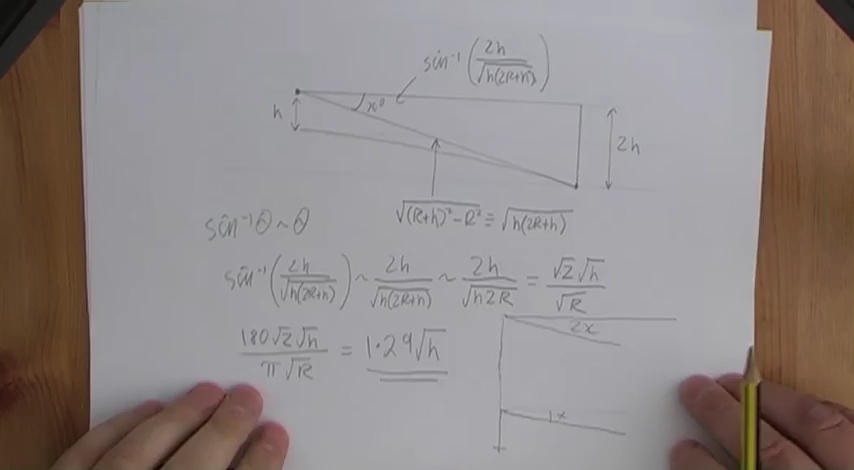 sin⁻¹(2h/√(h(2R+h)))
h
x°
2h
√((R+h)²−R²) ≡ √(h(2R+h))
sin⁻¹θ ~ θ
sin⁻¹(2h/√(h(2R+h))) ~ 2h/√(h(2R+h)) ~ 2h/√(h2R) = √2√h/√R
180√2√h/π√R = 1·29√h
2x
x